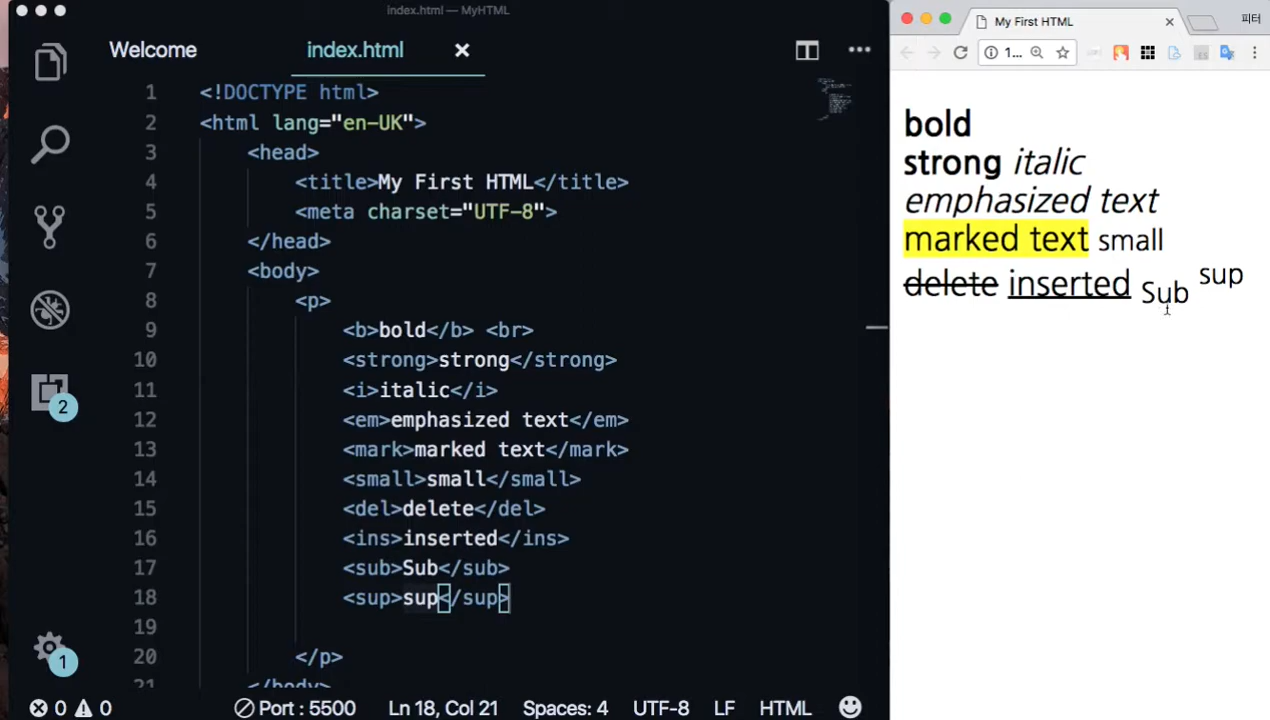 index.html — MyHTML
Welcome
index.html
1 <!DOCTYPE html>
2 <html lang="en-UK">
3 <head>
4 <title>My First HTML</title>
5 <meta charset="UTF-8">
6 </head>
7 <body>
8 <p>
9 <b>bold</b> <br>
10 <strong>strong</strong>
11 <i>italic</i>
12 <em>emphasized text</em>
13 <mark>marked text</mark>
14 <small>small</small>
15 <del>delete</del>
16 <ins>inserted</ins>
17 <sub>Sub</sub>
18 <sup>sup</sup>
19
20 </p>
21 </body>
2
1
0 0 Port : 5500 Ln 18, Col 21 Spaces: 4 UTF-8 LF HTML
My First HTML
피터
1...
bold
strong italic
emphasized text
marked text small
delete inserted Sub sup